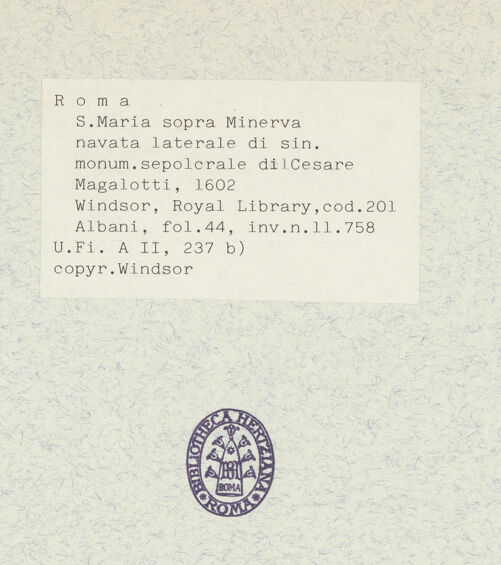 R o m a
S.Maria sopra Minerva
navata laterale di sin.
monum.sepolcrale di Cesare
Magalotti, 1602
Windsor, Royal Library,cod.201
Albani, fol.44, inv.n.11.758
U.Fi. A II, 237 b)
copyr.Windsor
BIBLIOTHECA HERTZIANA
ROMA
BH
ROMA